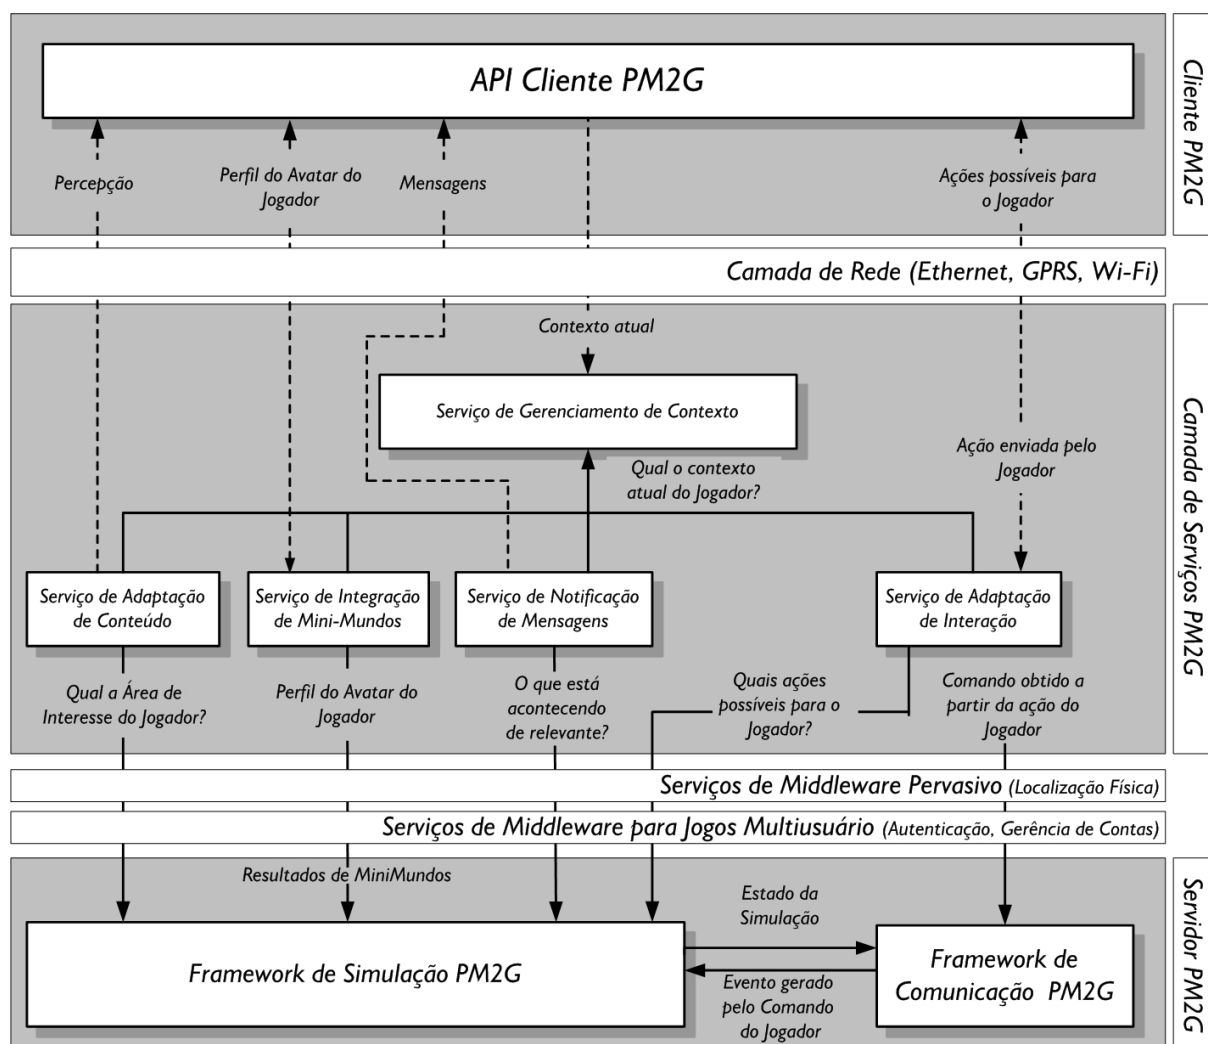 API Cliente PM2G
Cliente PM2G
Percepção
Perfil do Avatar do
Jogador
Mensagens
Ações possíveis para
o Jogador
Camada de Rede (Ethernet, GPRS, Wi-Fi)
Contexto atual
Serviço de Gerenciamento de Contexto
Camada de Serviços PM2G
Qual o contexto
atual do Jogador?
Ação enviada pelo
Jogador
Serviço de Adaptação
de Conteúdo
Serviço de Integração
de Mini-Mundos
Serviço de Notificação
de Mensagens
Serviço de Adaptação
de Interação
Qual a Área de
Interesse do Jogador?
Perfil do Avatar do
Jogador
O que está
acontecendo
de relevante?
Quais ações
possíveis para o
Jogador?
Comando obtido a
partir da ação do
Jogador
Serviços de Middleware Pervasivo (Localização Física)
Serviços de Middleware para Jogos Multiusuário (Autenticação, Gerência de Contas)
Resultados de MiniMundos
Servidor PM2G
Estado da
Simulação
Framework de Simulação PM2G
Framework de
Comunicação PM2G
Evento gerado
pelo Comando
do Jogador